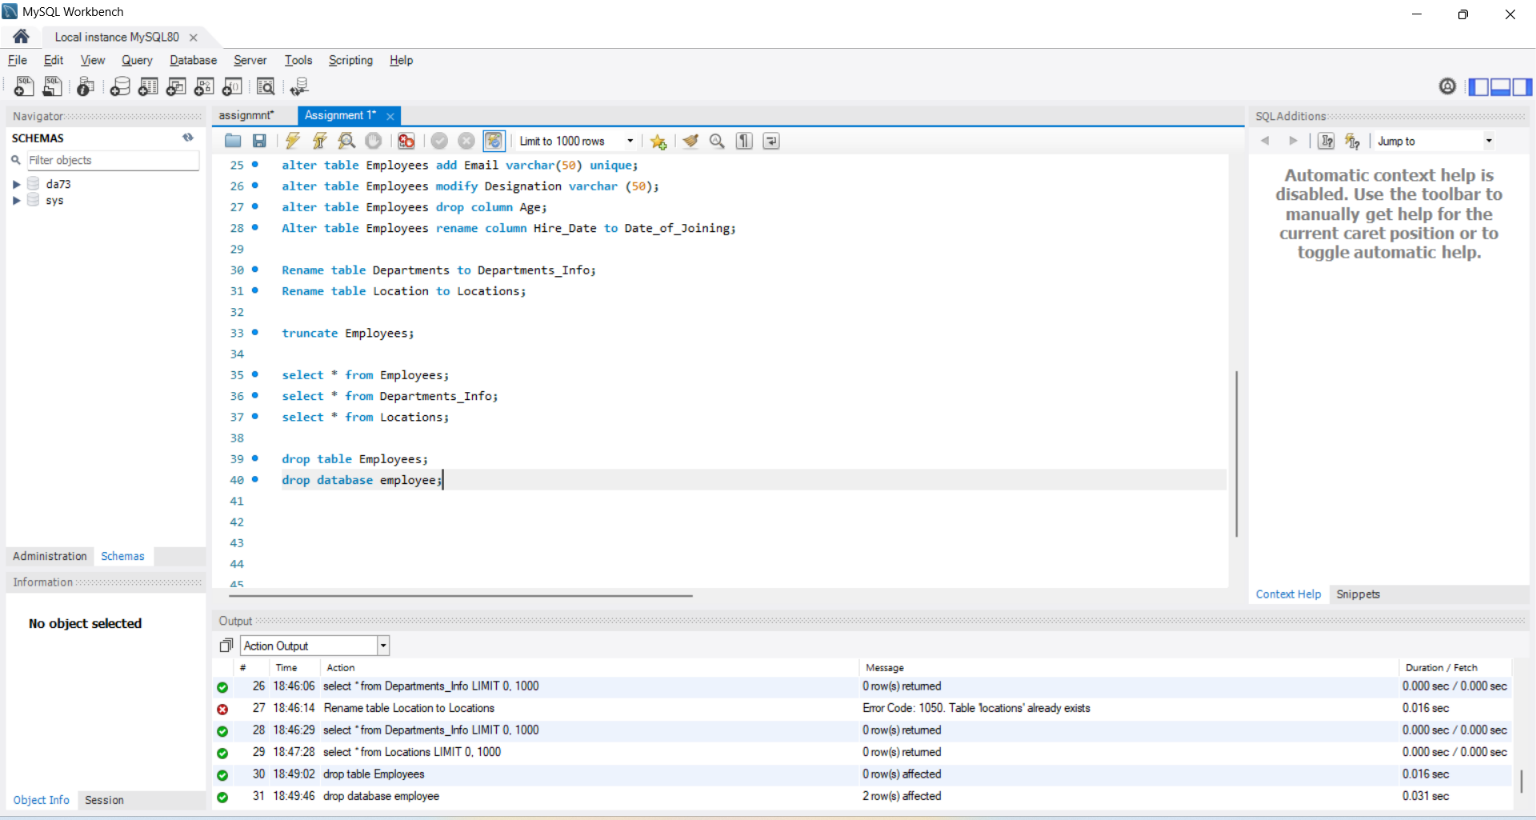 MySQL Workbench
Local instance MySQL80
File Edit View Query Database Server Tools Scripting Help
Navigator
SCHEMAS
Filter objects
da73
sys
Administration Schemas
Information
No object selected
Object Info Session
assignmnt* Assignment 1*
Limit to 1000 rows
25 alter table Employees add Email varchar(50) unique;
26 alter table Employees modify Designation varchar (50);
27 alter table Employees drop column Age;
28 Alter table Employees rename column Hire_Date to Date_of_Joining;
29
30 Rename table Departments to Departments_Info;
31 Rename table Location to Locations;
32
33 truncate Employees;
34
35 select * from Employees;
36 select * from Departments_Info;
37 select * from Locations;
38
39 drop table Employees;
40 drop database employee;
41
42
43
44
45
SQLAdditions
Jump to
Automatic context help is
disabled. Use the toolbar to
manually get help for the
current caret position or to
toggle automatic help.
Context Help Snippets
Output
Action Output
# Time Action Message Duration / Fetch
26 18:46:06 select * from Departments_Info LIMIT 0, 1000 0 row(s) returned 0.000 sec / 0.000 sec
27 18:46:14 Rename table Location to Locations Error Code: 1050. Table 'locations' already exists 0.016 sec
28 18:46:29 select * from Departments_Info LIMIT 0, 1000 0 row(s) returned 0.000 sec / 0.000 sec
29 18:47:28 select * from Locations LIMIT 0, 1000 0 row(s) returned 0.000 sec / 0.000 sec
30 18:49:02 drop table Employees 0 row(s) affected 0.016 sec
31 18:49:46 drop database employee 2 row(s) affected 0.031 sec